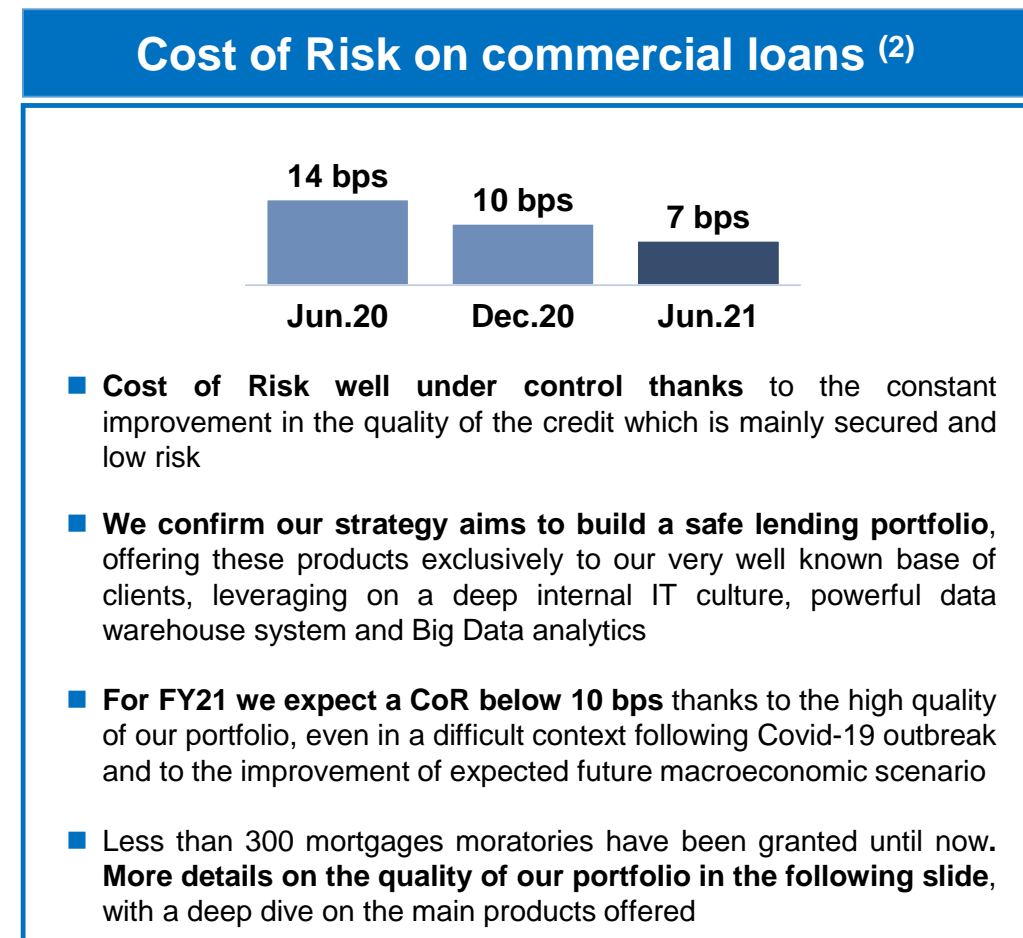 Cost of Risk on commercial loans (2)
14 bps
10 bps
7 bps
Jun.20
Dec.20
Jun.21
Cost of Risk well under control thanks to the constant
improvement in the quality of the credit which is mainly secured and
low risk
We confirm our strategy aims to build a safe lending portfolio,
offering these products exclusively to our very well known base of
clients, leveraging on a deep internal IT culture, powerful data
warehouse system and Big Data analytics
For FY21 we expect a CoR below 10 bps thanks to the high quality
of our portfolio, even in a difficult context following Covid-19 outbreak
and to the improvement of expected future macroeconomic scenario
Less than 300 mortgages moratories have been granted until now.
More details on the quality of our portfolio in the following slide,
with a deep dive on the main products offered